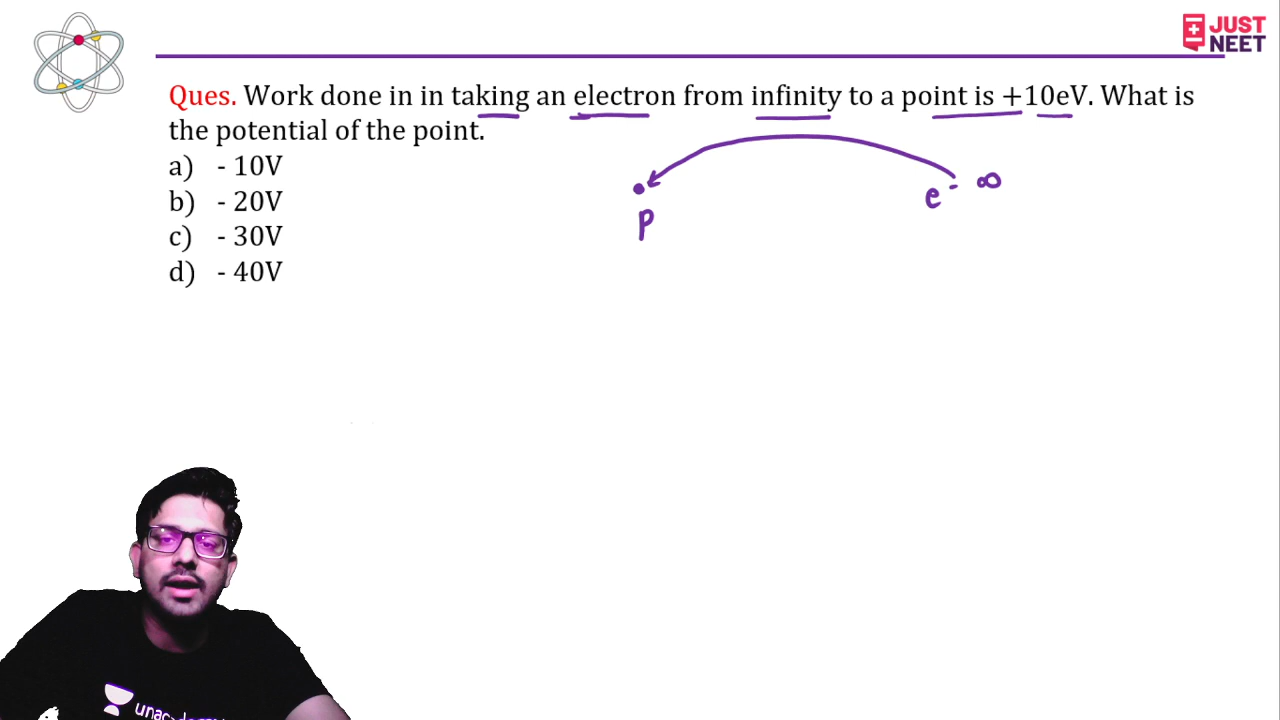 JUST
NEET
Ques. Work done in in taking an electron from infinity to a point is +10eV. What is
the potential of the point.
a) - 10V
b) - 20V
c) - 30V
d) - 40V
e⁻ ∞
P